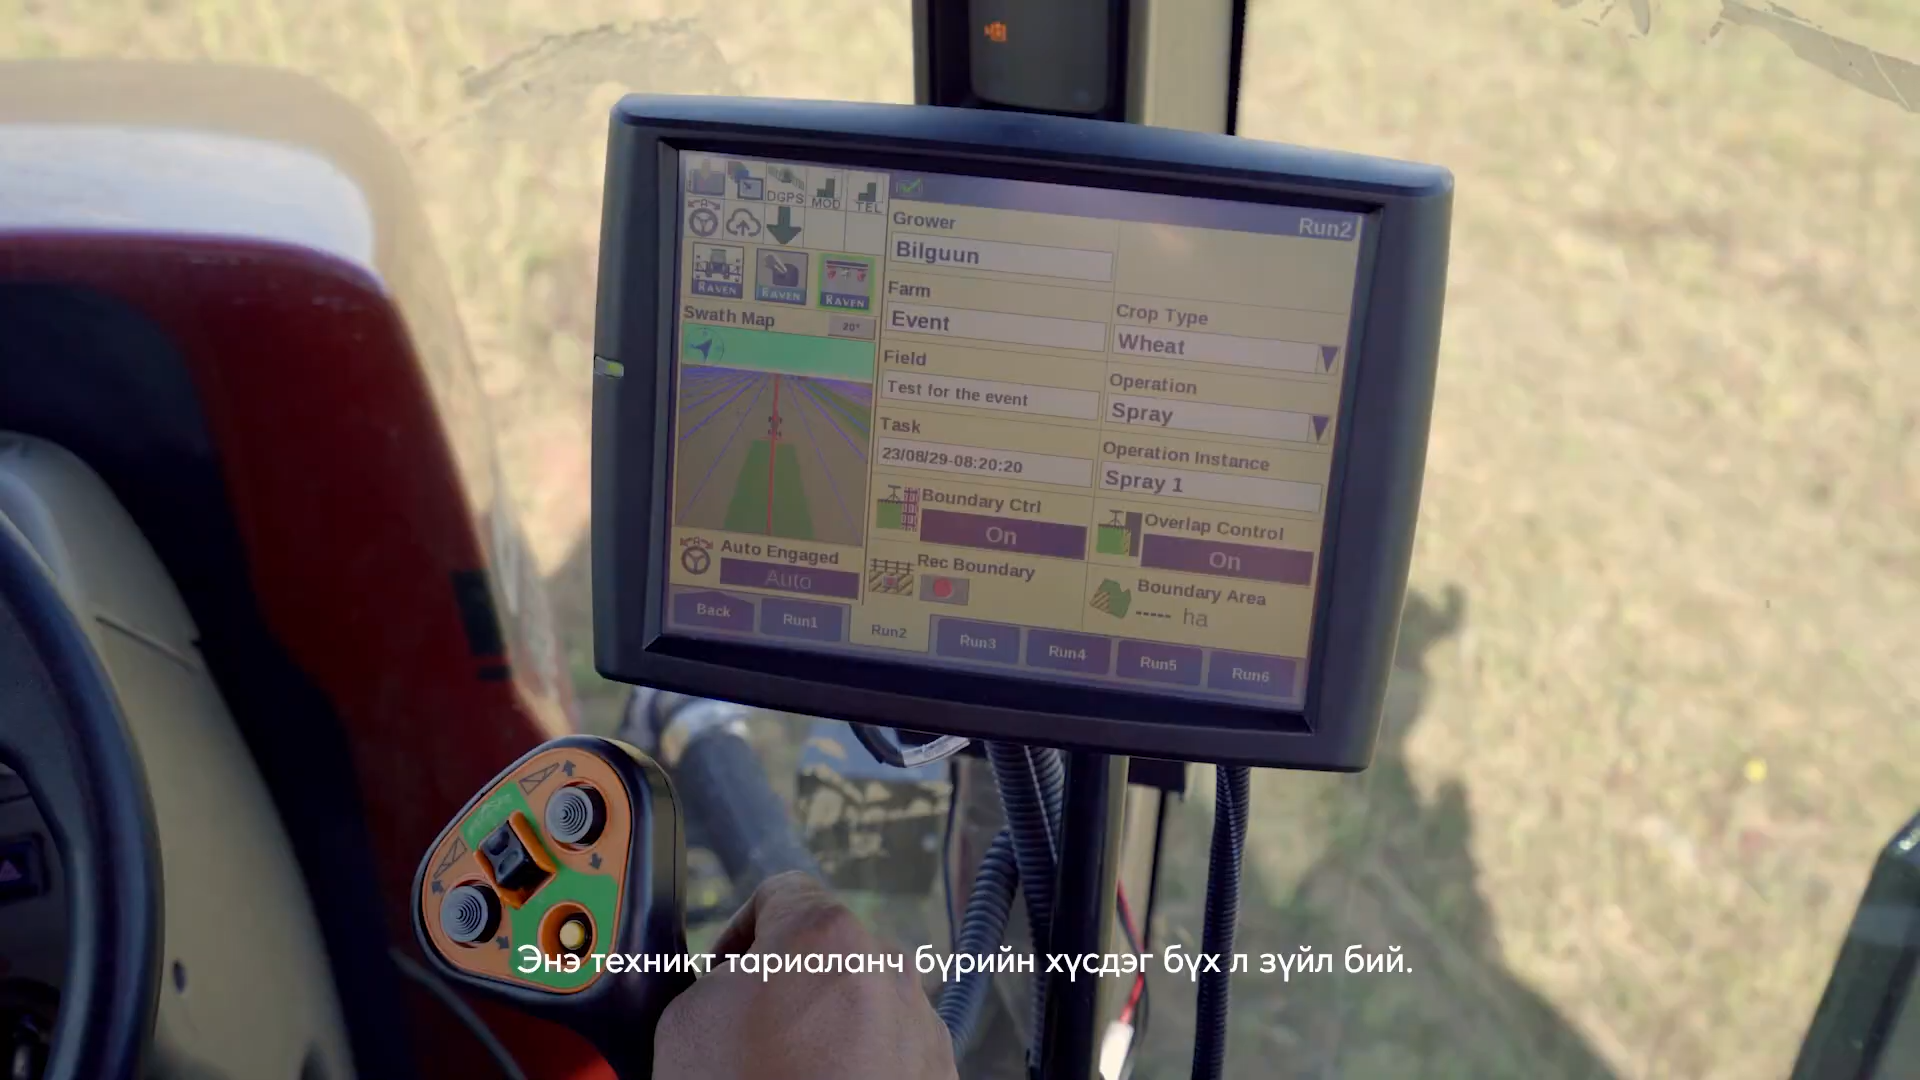 DGPS MOD TEL
RAVEN RAVEN RAVEN
Swath Map 20°
Auto Engaged
Auto
Run2
Grower
Bilguun
Farm
Event
Field
Test for the event
Task
23/08/29-08:20:20
Boundary Ctrl
On
Rec Boundary
Crop Type
Wheat
Operation
Spray
Operation Instance
Spray 1
Overlap Control
On
Boundary Area
----- ha
Back Run1 Run2 Run3 Run4 Run5 Run6
Энэ техникт тариаланч бүрийн хүсдэг бүх л зүйл бий.